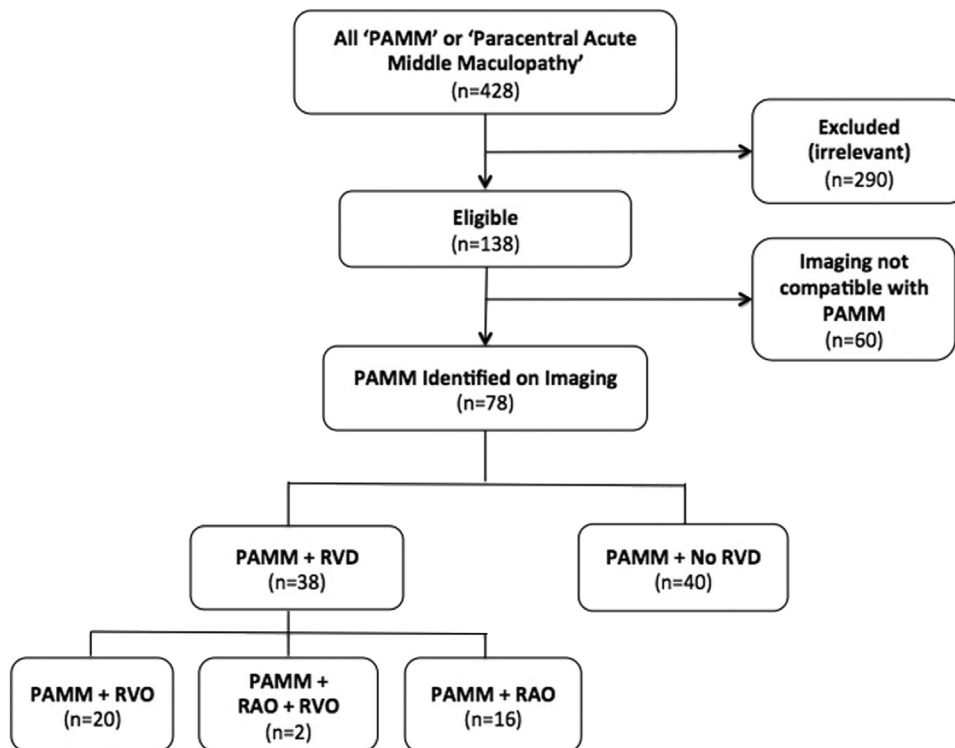 All ‘PAMM’ or ‘Paracentral Acute
Middle Maculopathy’
(n=428)
Excluded
(irrelevant)
(n=290)
Eligible
(n=138)
Imaging not
compatible with
PAMM
(n=60)
PAMM Identified on Imaging
(n=78)
PAMM + RVD
(n=38)
PAMM + No RVD
(n=40)
PAMM + RVO
(n=20)
PAMM +
RAO + RVO
(n=2)
PAMM + RAO
(n=16)